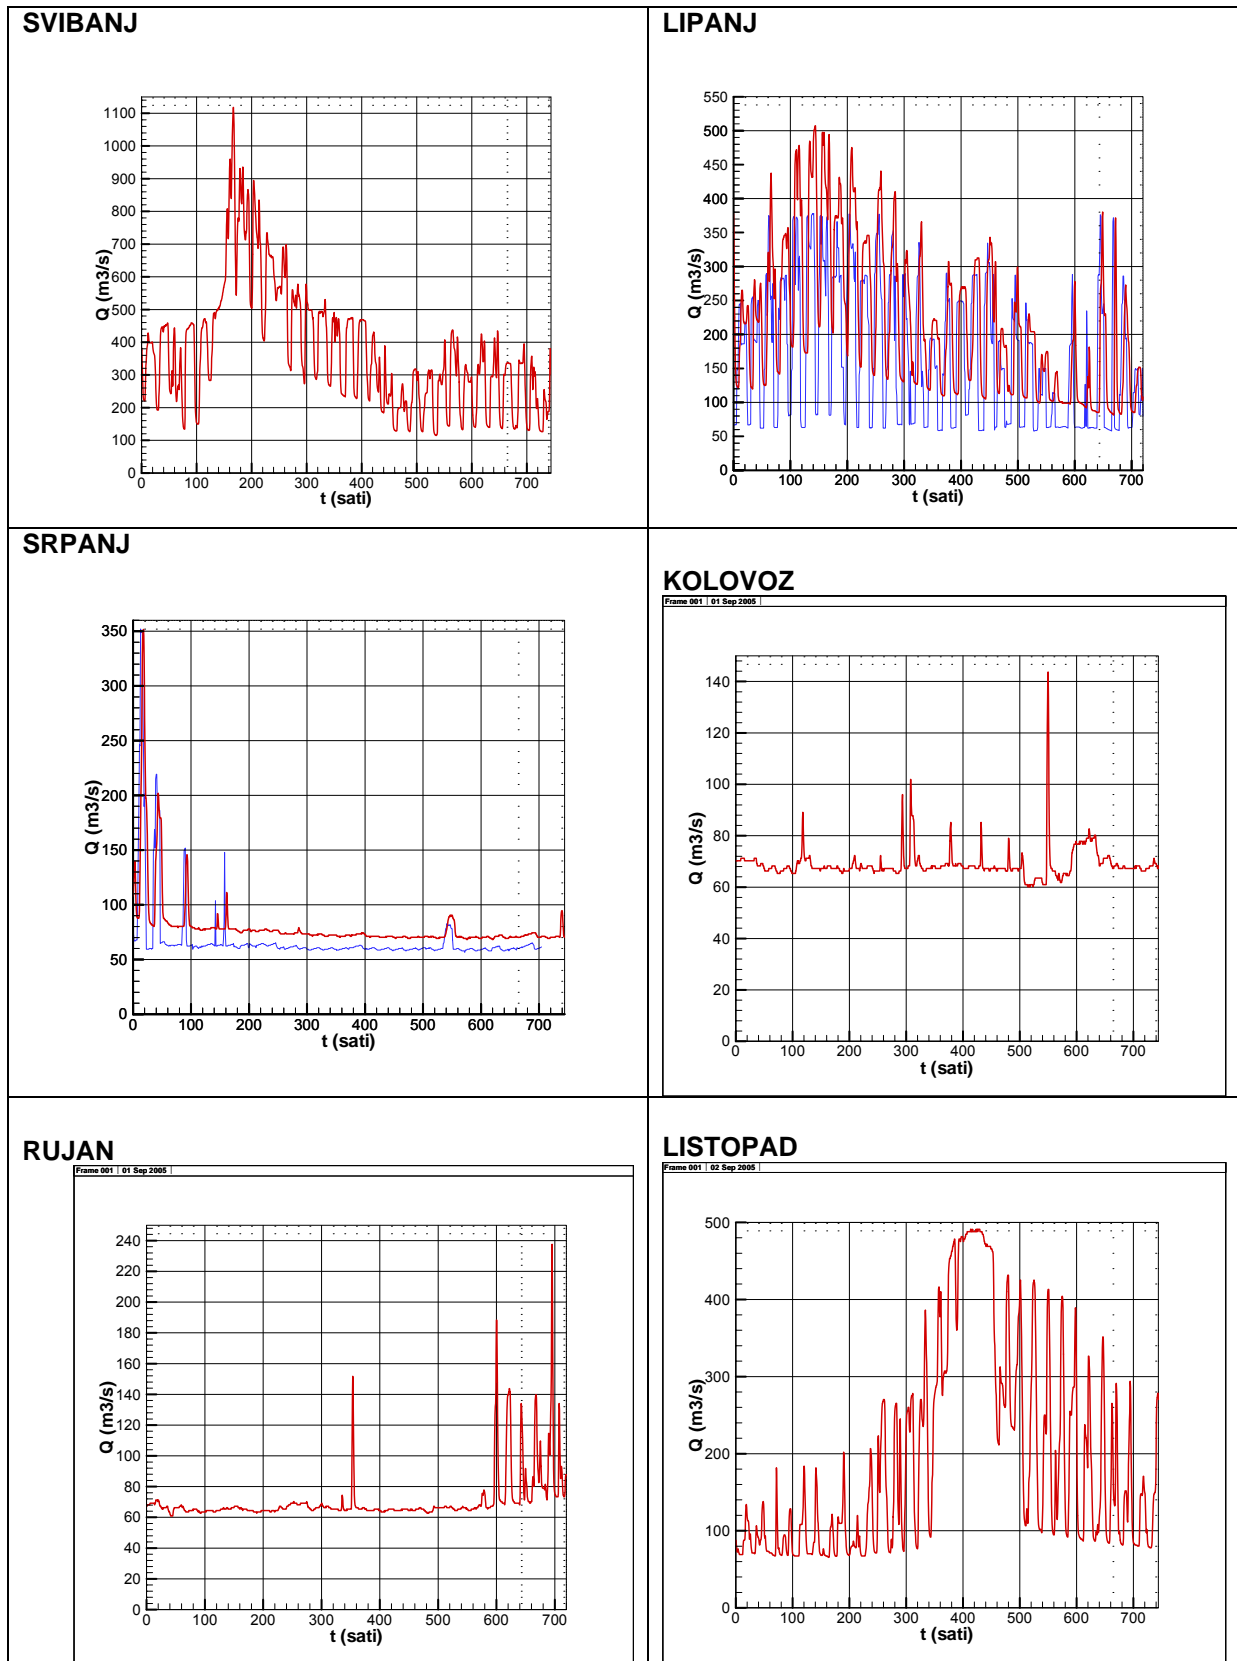 SVIBANJ
1100
1000
900
800
700
600
500
400
300
200
100
0
Q (m3/s)
0 100 200 300 400 500 600 700
t (sati)
LIPANJ
550
500
450
400
350
300
250
200
150
100
50
0
Q (m3/s)
0 100 200 300 400 500 600 700
t (sati)
SRPANJ
350
300
250
200
150
100
50
0
Q (m3/s)
0 100 200 300 400 500 600 700
t (sati)
KOLOVOZ
Frame 001 | 01 Sep 2005 |
140
120
100
80
60
40
20
0
Q (m3/s)
0 100 200 300 400 500 600 700
t (sati)
RUJAN
Frame 001 | 01 Sep 2005 |
240
220
200
180
160
140
120
100
80
60
40
20
0
Q (m3/s)
0 100 200 300 400 500 600 700
t (sati)
LISTOPAD
Frame 001 | 02 Sep 2005 |
500
400
300
200
100
0
Q (m3/s)
0 100 200 300 400 500 600 700
t (sati)